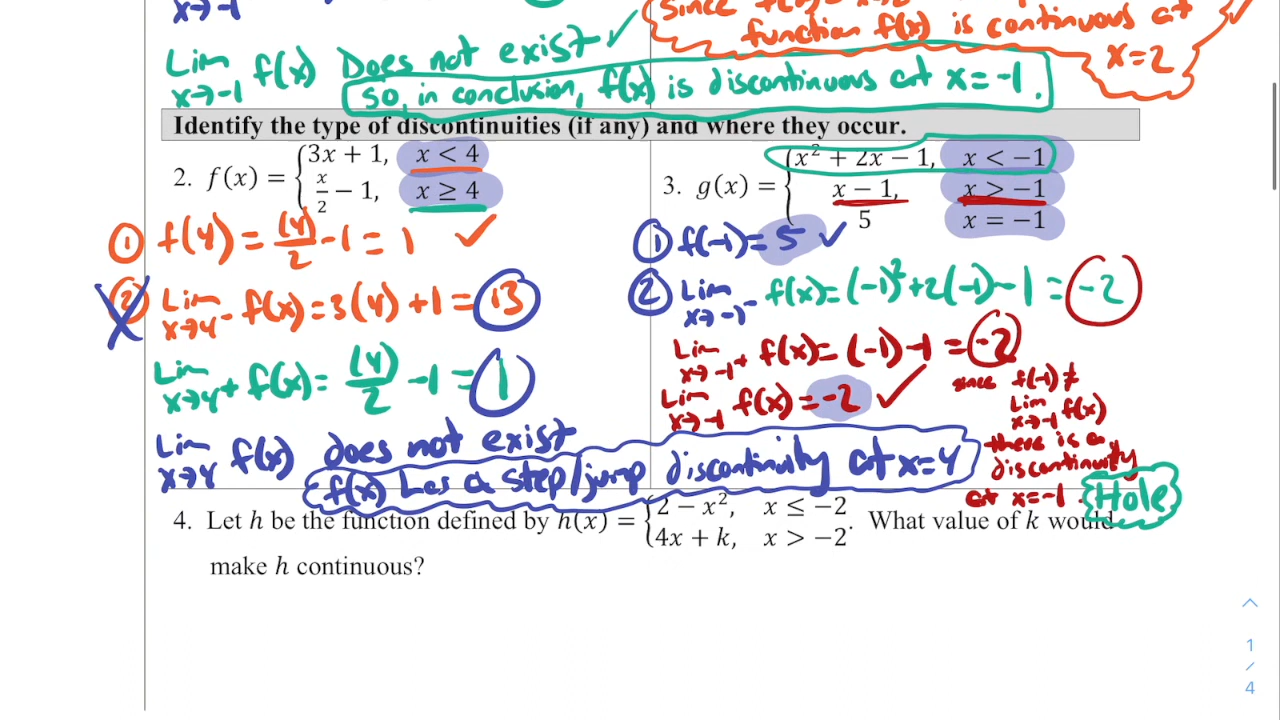 x→-1
Lim x→-1 f(x) Does not exist ✓
so, in conclusion, f(x) is discontinuous at x=-1.
function f(x) is continuous at
x=2
Identify the type of discontinuities (if any) and where they occur.
2. f(x) = { 3x + 1, x < 4
x/2 − 1, x ≥ 4
① f(4) = (4)/2 -1 = 1 ✓
② Lim x→4⁻ f(x) = 3(4) +1 = 13
Lim x→4⁺ f(x) = (4)/2 -1 = 1
Lim x→4 f(x) does not exist
f(x) has a step/jump discontinuity at x=4
3. g(x) = { x² + 2x − 1, x < −1
x − 1, x > −1
5 x = −1
① f(-1) = 5 ✓
② Lim x→-1⁻ f(x) = (-1)² +2(-1) -1 = -2
Lim x→-1⁺ f(x) = (-1) -1 = -2
Lim x→-1 f(x) = -2 ✓
since f(-1) ≠
Lim x→-1 f(x)
there is a
discontinuity
at x=-1. Hole
4. Let h be the function defined by h(x) = { 2 − x², x ≤ −2
4x + k, x > −2 . What value of k would
make h continuous?
1
/
4